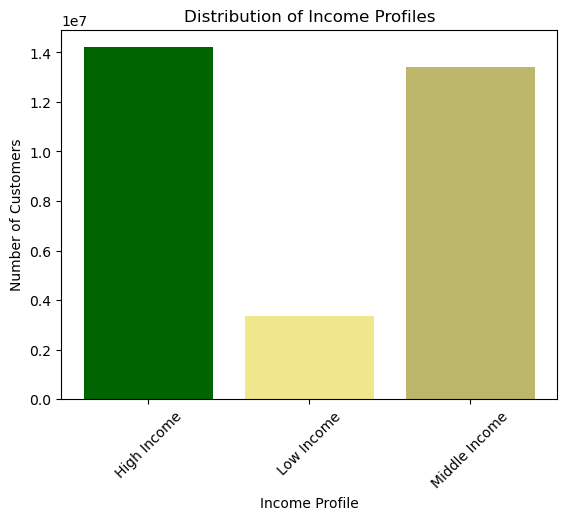 Distribution of Income Profiles
1e7
1.4
1.2
1.0
0.8
0.6
0.4
0.2
0.0
Number of Customers
High Income
Low Income
Middle Income
Income Profile